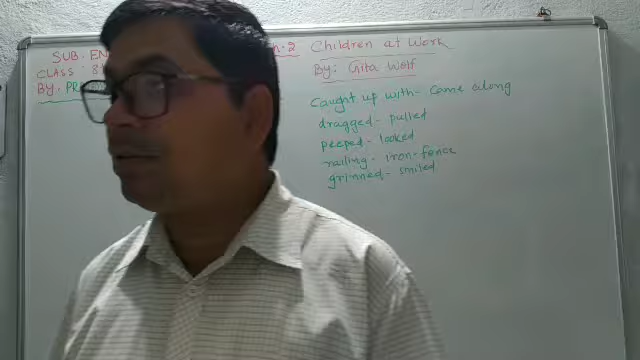 SUB. EN
CLASS : 8
BY. PR
2 Children at Work
By: Gita Wolf
Caught up with - Came along
dragged - pulled
peeped - looked
railing - iron-fence
grinned - smiled